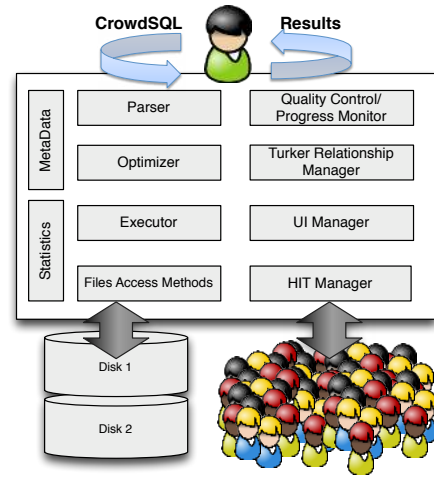 CrowdSQL
Results
MetaData
Statistics
Parser
Quality Control/
Progress Monitor
Optimizer
Turker Relationship
Manager
Executor
UI Manager
Files Access Methods
HIT Manager
Disk 1
Disk 2